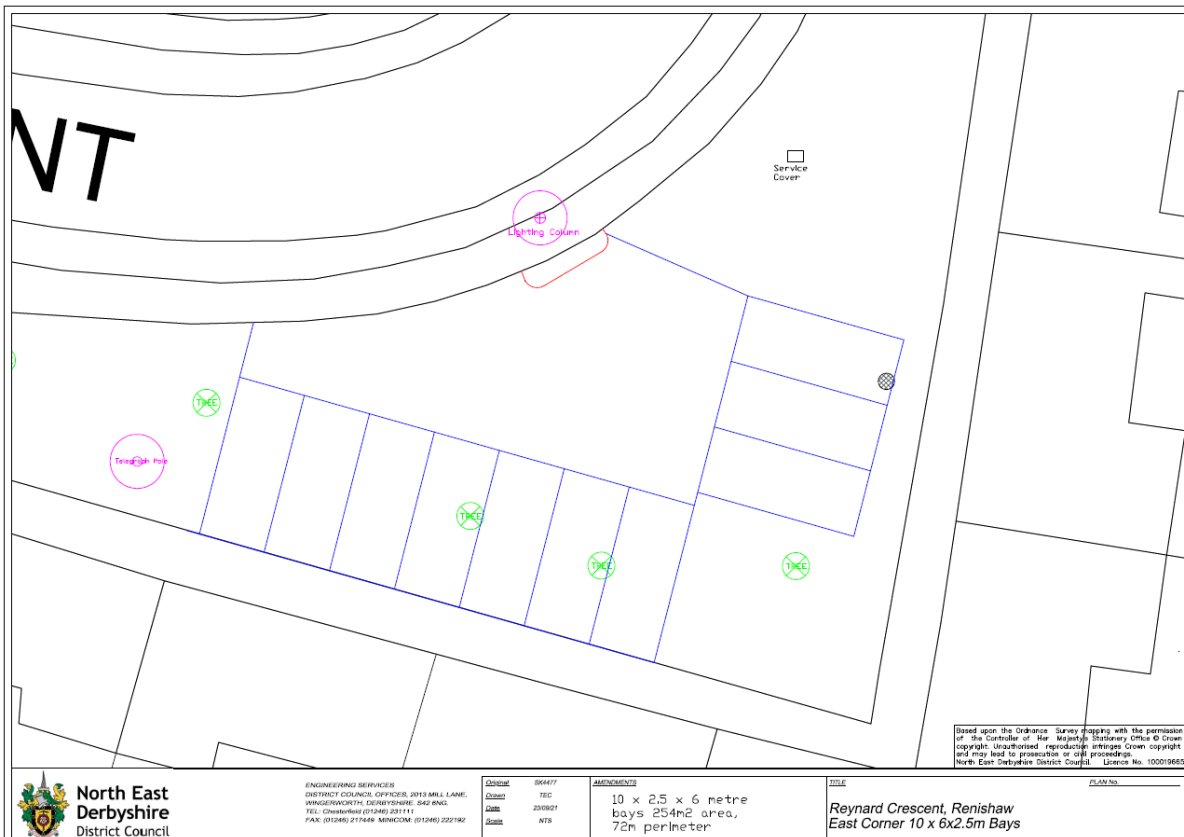 NT
Service
Cover
Lighting Column
TREE
Telegraph Pole
TREE
TREE
TREE
Based upon the Ordnance Survey mapping with the permission
of the Controller of Her Majesty's Stationery Office © Crown
copyright. Unauthorised reproduction infringes Crown copyright
and may lead to prosecution or civil proceedings.
North East Derbyshire District Council. Licence No. 100019665
North East
Derbyshire
District Council
ENGINEERING SERVICES
DISTRICT COUNCIL OFFICES, 2013 MILL LANE,
WINGERWORTH, DERBYSHIRE. S42 6NG.
TEL: Chesterfield (01246) 231111
FAX: (01246) 217449 MINICOM: (01246) 222192
Original SK4477
Drawn TEC
Date 23/09/21
Scale NTS
AMENDMENTS
10 x 2.5 x 6 metre
bays 254m2 area,
72m perimeter
TITLE
Reynard Crescent, Renishaw
East Corner 10 x 6x2.5m Bays
PLAN No.